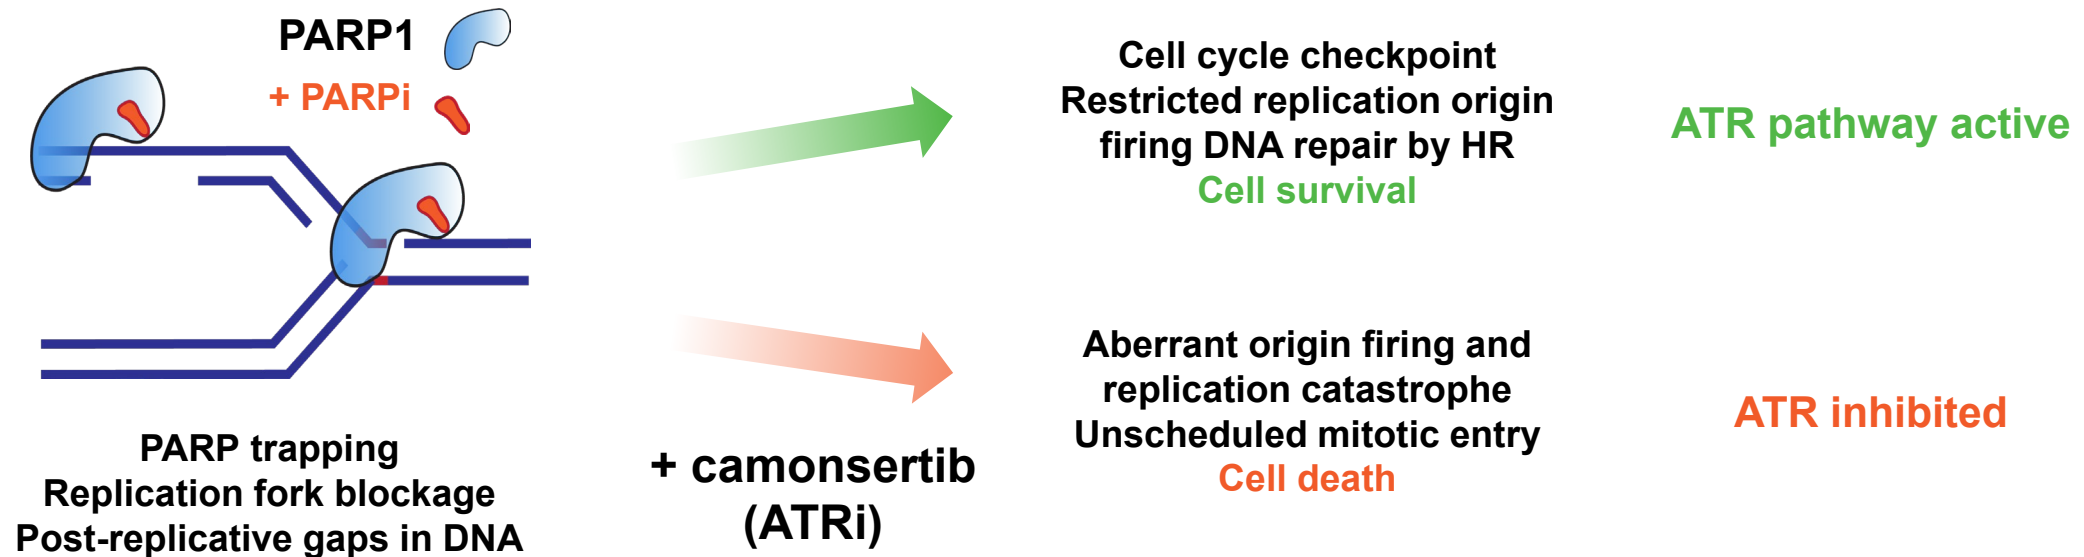 PARP1
+ PARPi
PARP trapping
Replication fork blockage
Post-replicative gaps in DNA
+ camonsertib
(ATRi)
Cell cycle checkpoint
Restricted replication origin
firing DNA repair by HR
Cell survival
ATR pathway active
Aberrant origin firing and
replication catastrophe
Unscheduled mitotic entry
Cell death
ATR inhibited